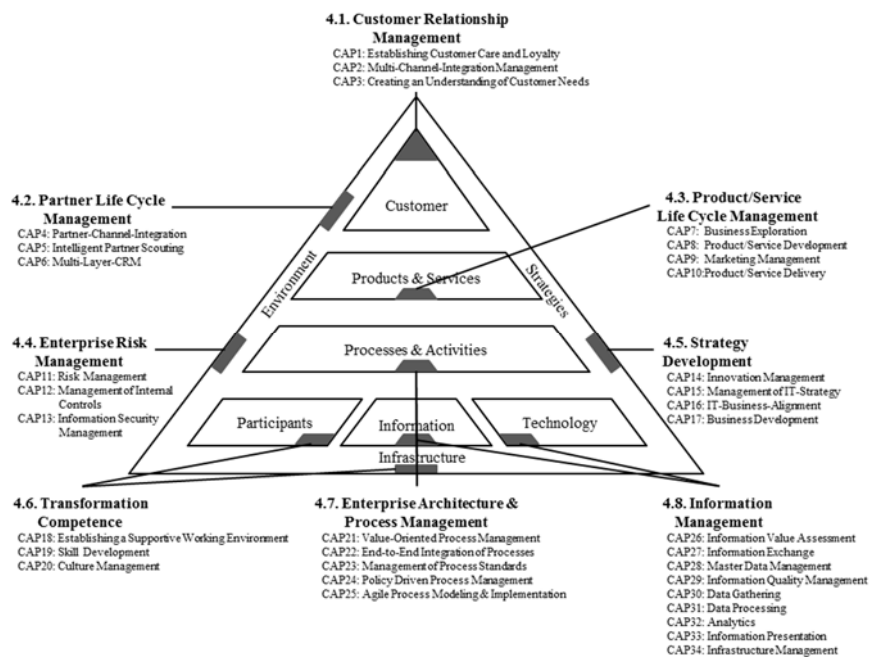 4.1. Customer Relationship
Management
CAP1: Establishing Customer Care and Loyalty
CAP2: Multi-Channel-Integration Management
CAP3: Creating an Understanding of Customer Needs
4.2. Partner Life Cycle
Management
CAP4: Partner-Channel-Integration
CAP5: Intelligent Partner Scouting
CAP6: Multi-Layer-CRM
4.3. Product/Service
Life Cycle Management
CAP7: Business Exploration
CAP8: Product/Service Development
CAP9: Marketing Management
CAP10:Product/Service Delivery
Customer
Environment
Strategies
Products & Services
Processes & Activities
Participants
Information
Technology
Infrastructure
4.4. Enterprise Risk
Management
CAP11: Risk Management
CAP12: Management of Internal
Controls
CAP13: Information Security
Management
4.5. Strategy
Development
CAP14: Innovation Management
CAP15: Management of IT-Strategy
CAP16: IT-Business-Alignment
CAP17: Business Development
4.6. Transformation
Competence
CAP18: Establishing a Supportive Working Environment
CAP19: Skill Development
CAP20: Culture Management
4.7. Enterprise Architecture &
Process Management
CAP21: Value-Oriented Process Management
CAP22: End-to-End Integration of Processes
CAP23: Management of Process Standards
CAP24: Policy Driven Process Management
CAP25: Agile Process Modeling & Implementation
4.8. Information
Management
CAP26: Information Value Assessment
CAP27: Information Exchange
CAP28: Master Data Management
CAP29: Information Quality Management
CAP30: Data Gathering
CAP31: Data Processing
CAP32: Analytics
CAP33: Information Presentation
CAP34: Infrastructure Management